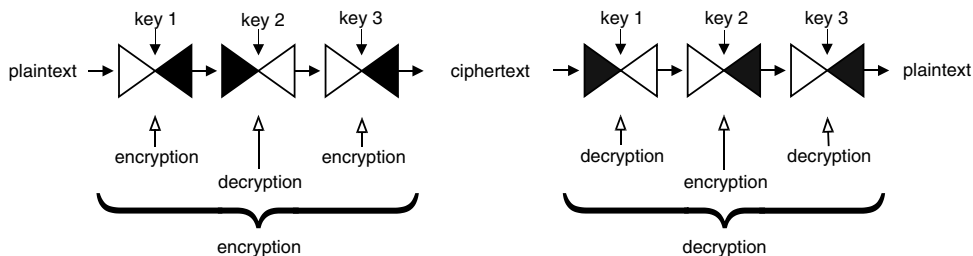 key 1 key 2 key 3 key 1 key 2 key 3
plaintext ciphertext plaintext
encryption encryption decryption decryption
decryption encryption
encryption decryption